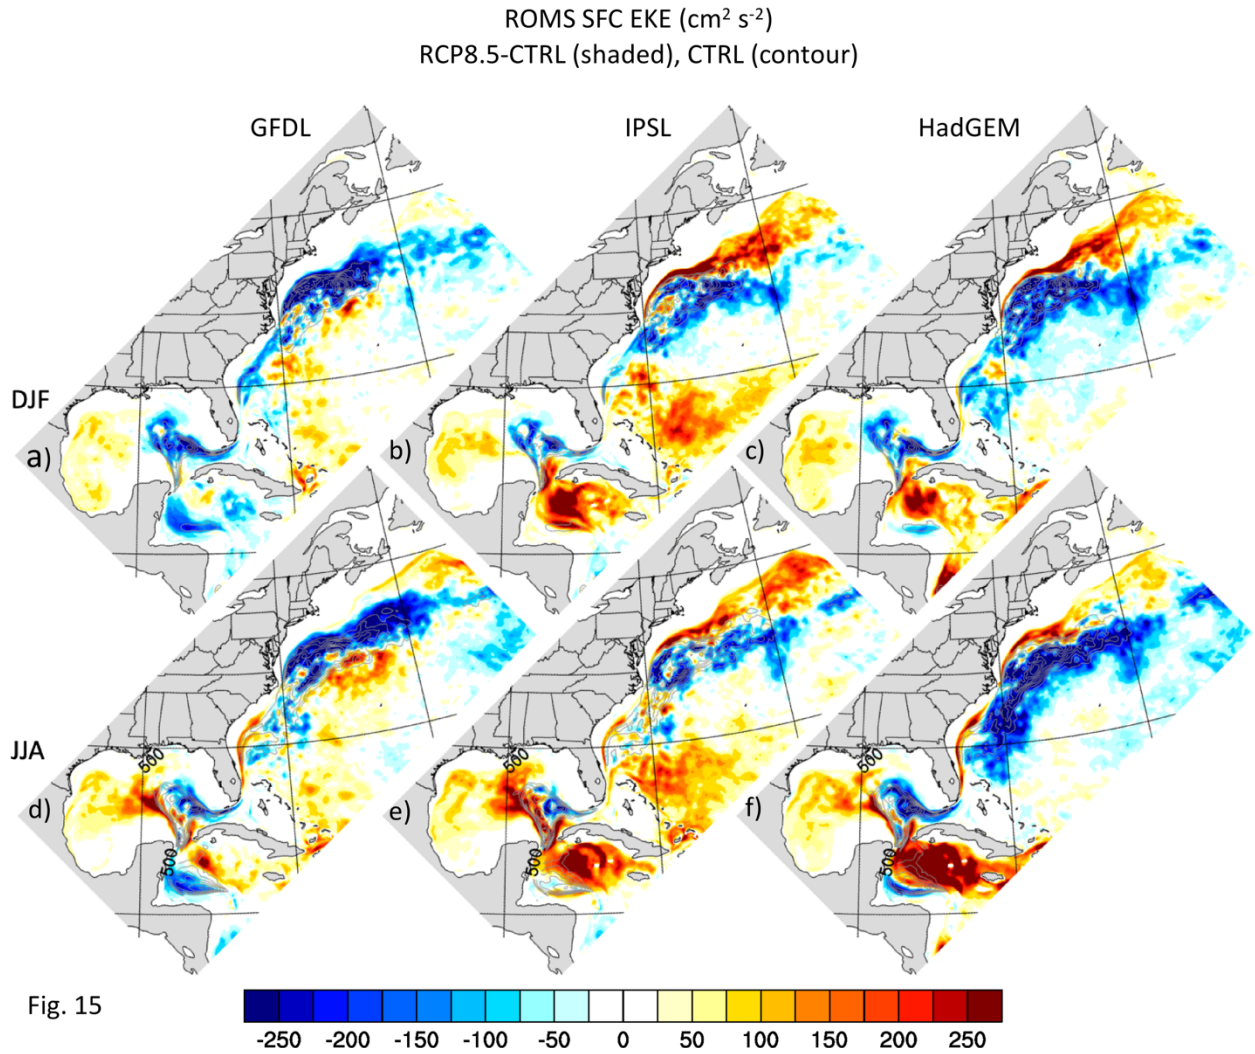 ROMS SFC EKE (cm² s⁻²)
RCP8.5-CTRL (shaded), CTRL (contour)
GFDL IPSL HadGEM
DJF
a) b) c)
JJA
500 500 500
d) e) f)
500 500 500
Fig. 15
-250 -200 -150 -100 -50 0 50 100 150 200 250